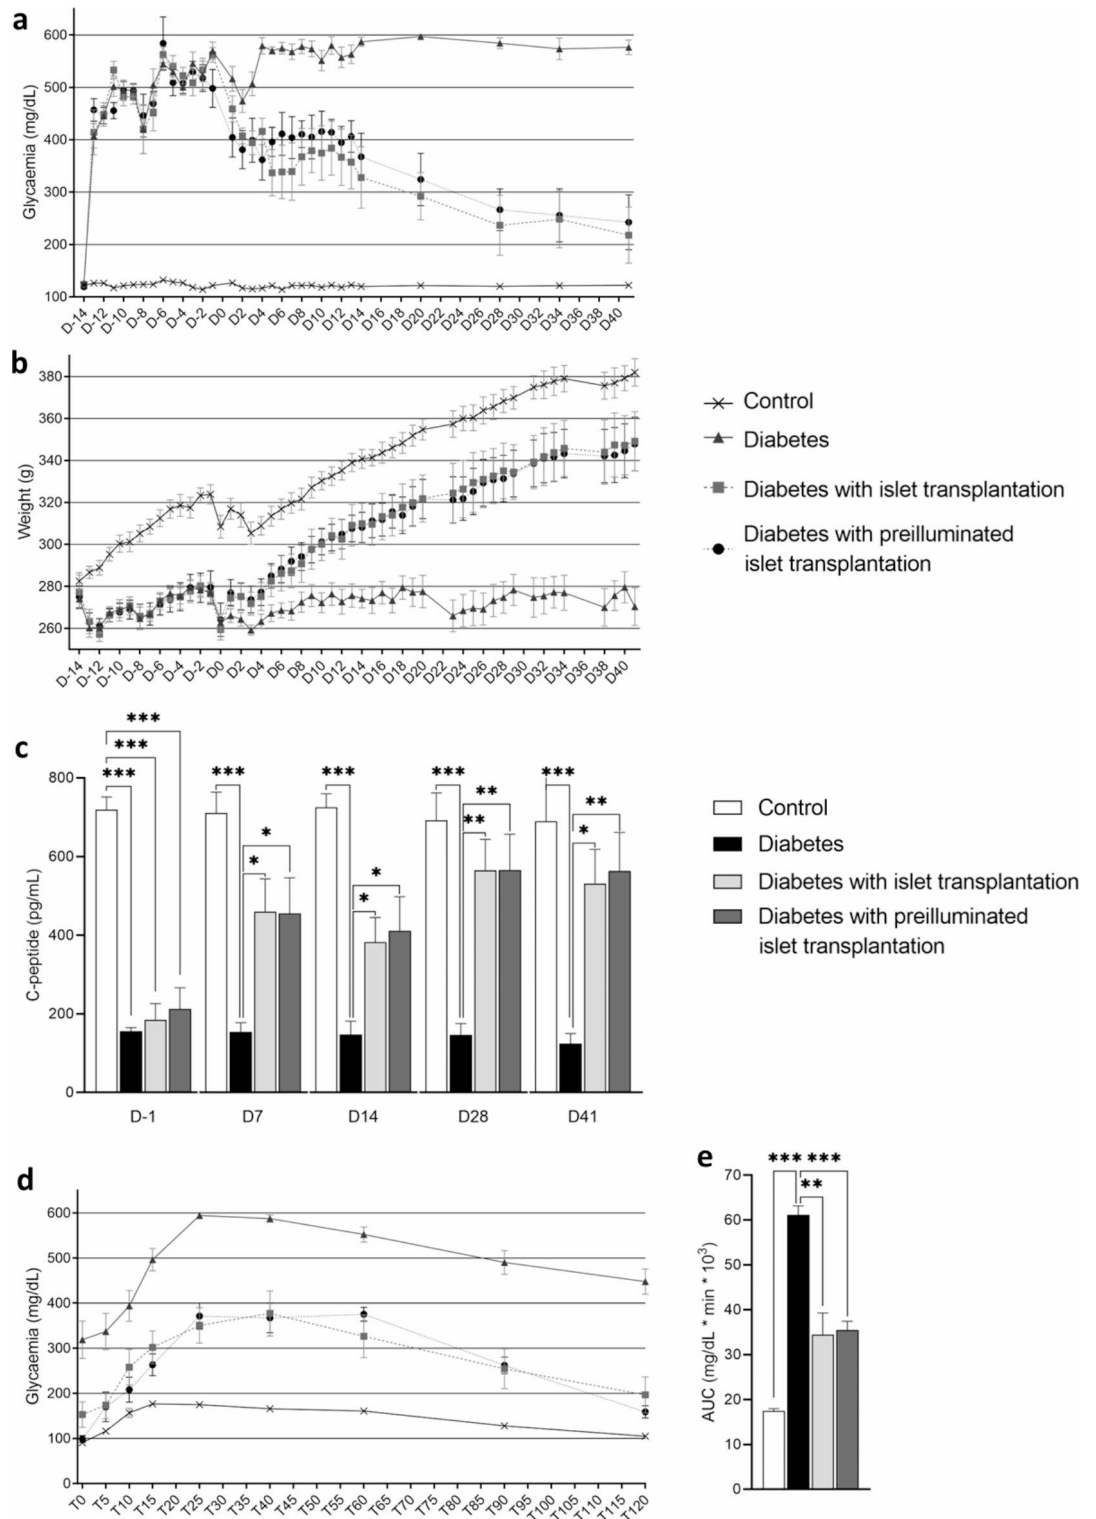 a
Glycaemia (mg/dL)
600
500
400
300
200
100
D-14 D-12 D-10 D-8 D-6 D-4 D-2 D0 D2 D4 D6 D8 D10 D12 D14 D16 D18 D20 D22 D24 D26 D28 D30 D32 D34 D36 D38 D40
b
Weight (g)
380
360
340
320
300
280
260
D-14 D-12 D-10 D-8 D-6 D-4 D-2 D0 D2 D4 D6 D8 D10 D12 D14 D16 D18 D20 D22 D24 D26 D28 D30 D32 D34 D36 D38 D40
Control
Diabetes
Diabetes with islet transplantation
Diabetes with preilluminated
islet transplantation
c
C-peptide (pg/mL)
800
600
400
200
0
***
***
***
***
*
*
***
*
*
***
**
**
***
**
*
D-1 D7 D14 D28 D41
Control
Diabetes
Diabetes with islet transplantation
Diabetes with preilluminated
islet transplantation
d
Glycaemia (mg/dL)
600
500
400
300
200
100
0
T0 T5 T10 T15 T20 T25 T30 T35 T40 T45 T50 T55 T60 T65 T70 T75 T80 T85 T90 T95 T100 T105 T110 T115 T120
e
AUC (mg/dL * min * 10³)
*** ***
**
70
60
50
40
30
20
10
0